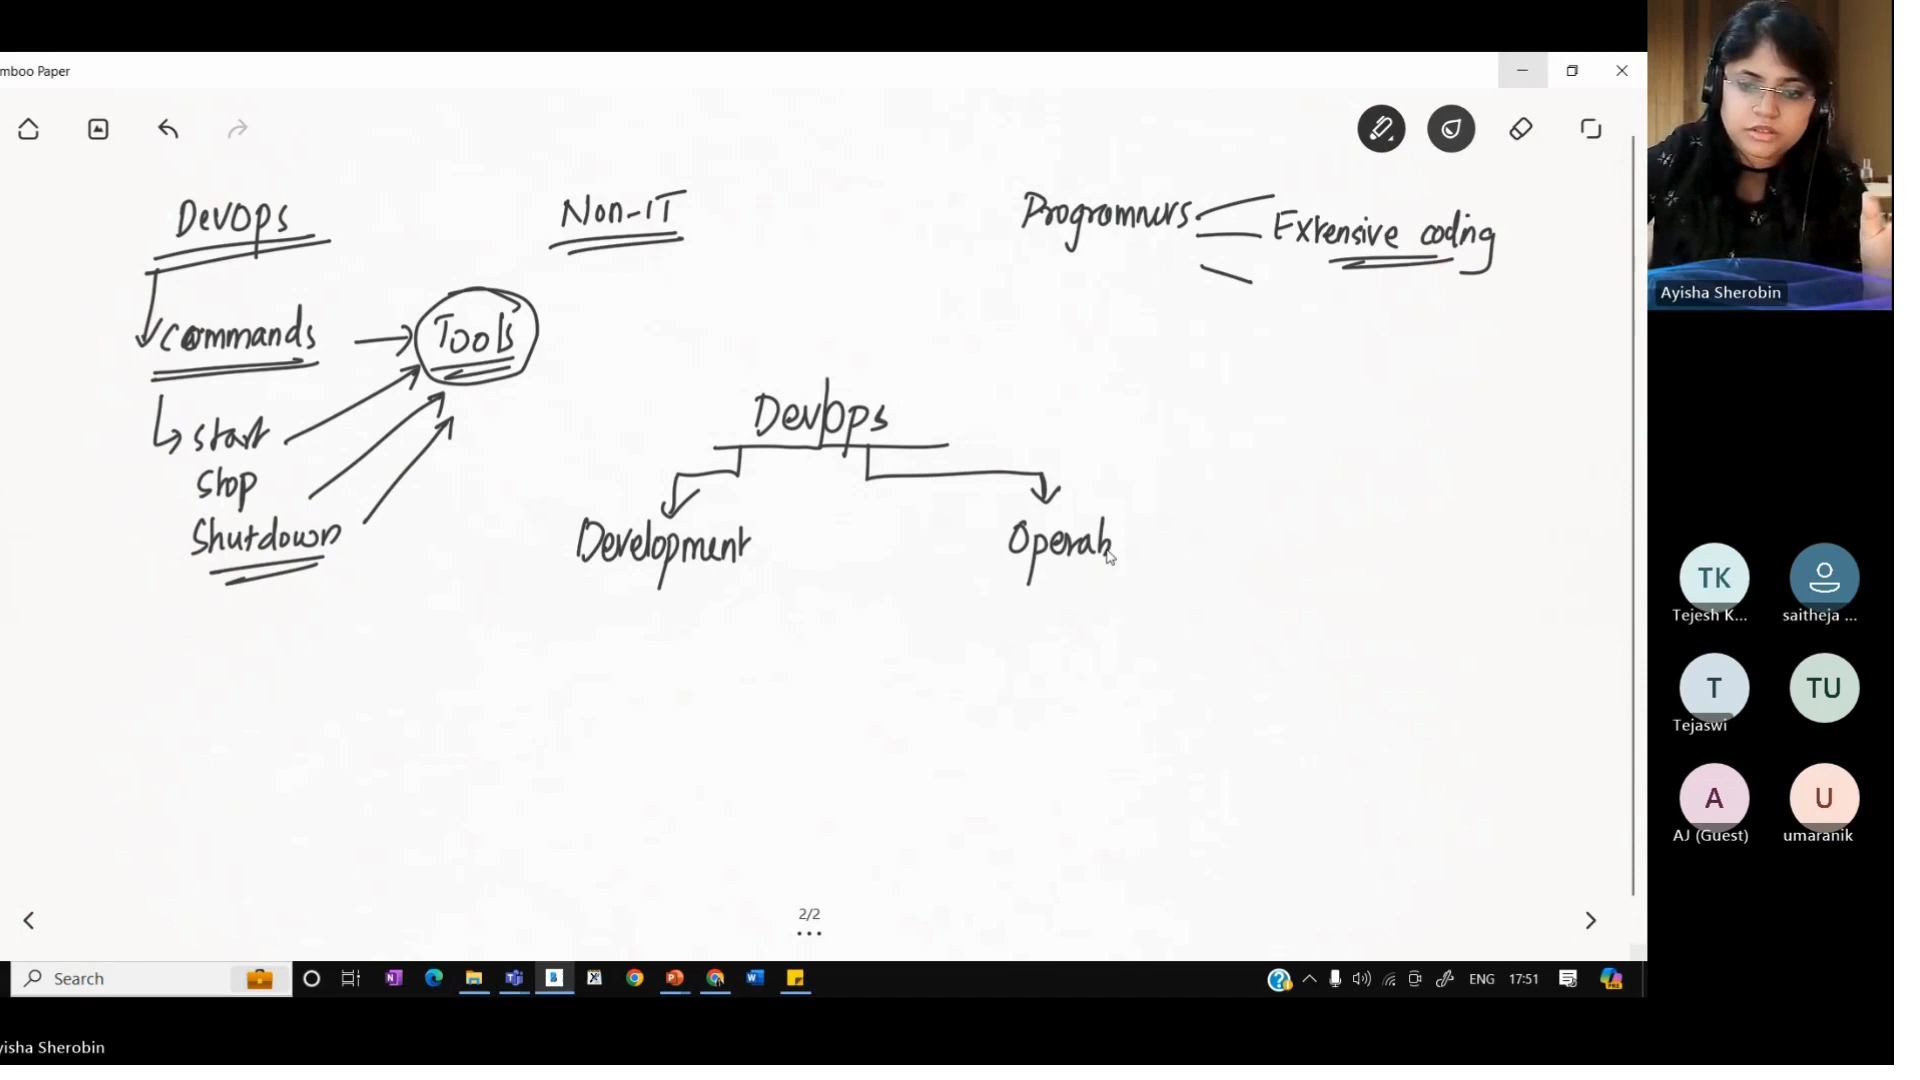 mboo Paper
DevOps
Non-IT
Programmers
Extensive coding
Commands
Tools
start
Stop
Shutdown
DevOps
Development
Operat
2/2
Search
ENG
17:51
Ayisha Sherobin
TK
Tejesh K...
saitheja ...
T
Tejaswi
TU
A
AJ (Guest)
U
umaranik
yisha Sherobin